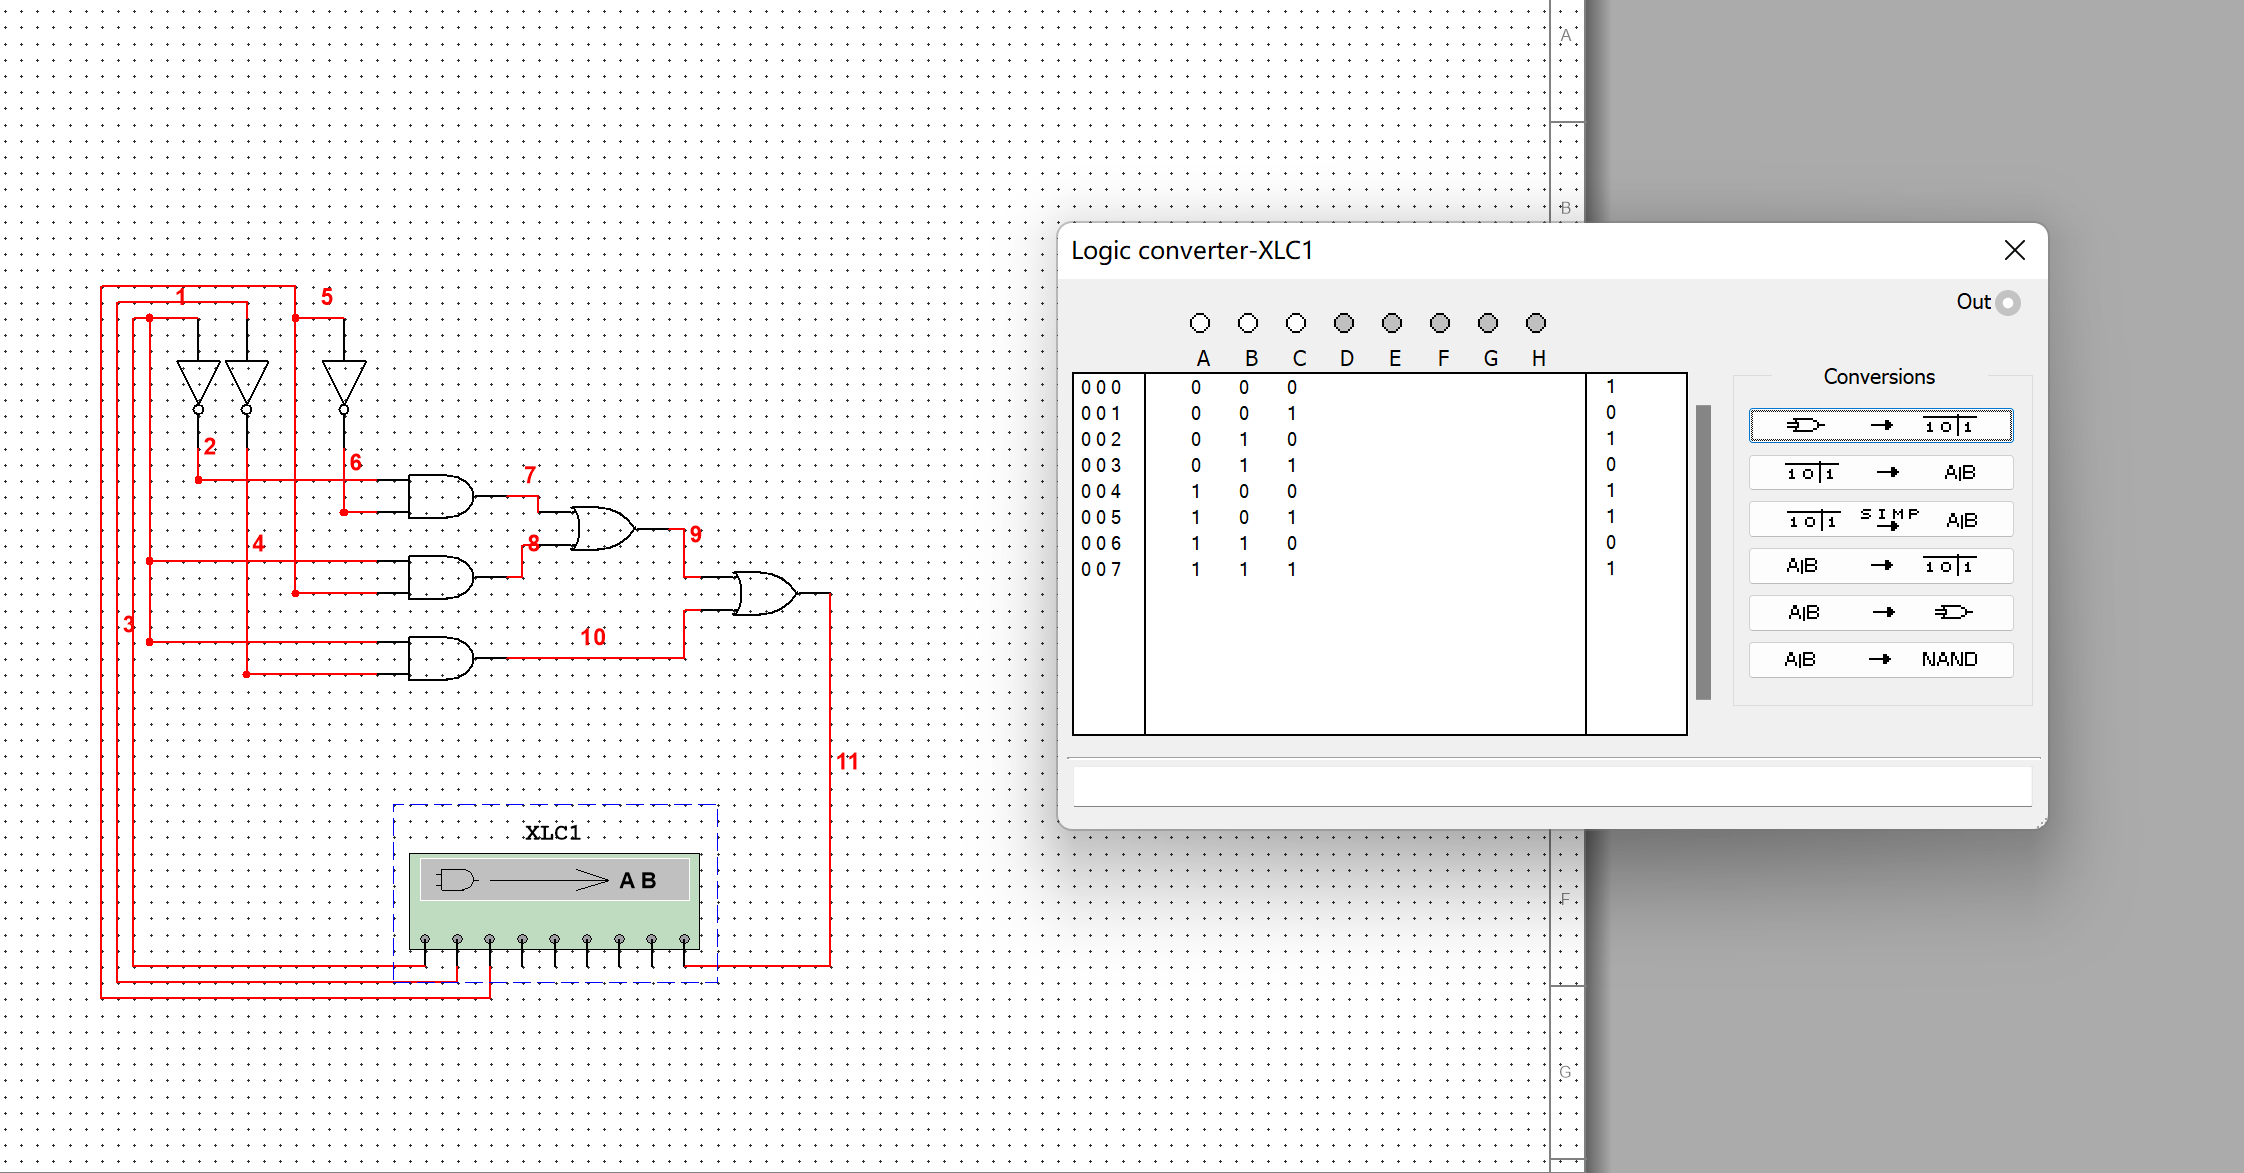 A
B
Logic converter-XLC1
Out
A B C D E F G H
000 0 0 0 1
001 0 0 1 0
002 0 1 0 1
003 0 1 1 0
004 1 0 0 1
005 1 0 1 1
006 1 1 0 0
007 1 1 1 1
Conversions
1 0 1
1 0 1 A|B
1 0 1 SIMP A|B
A|B 1 0 1
A|B
A|B NAND
1
5
2
6
7
4
8
9
3
10
11
XLC1
A B
F
G